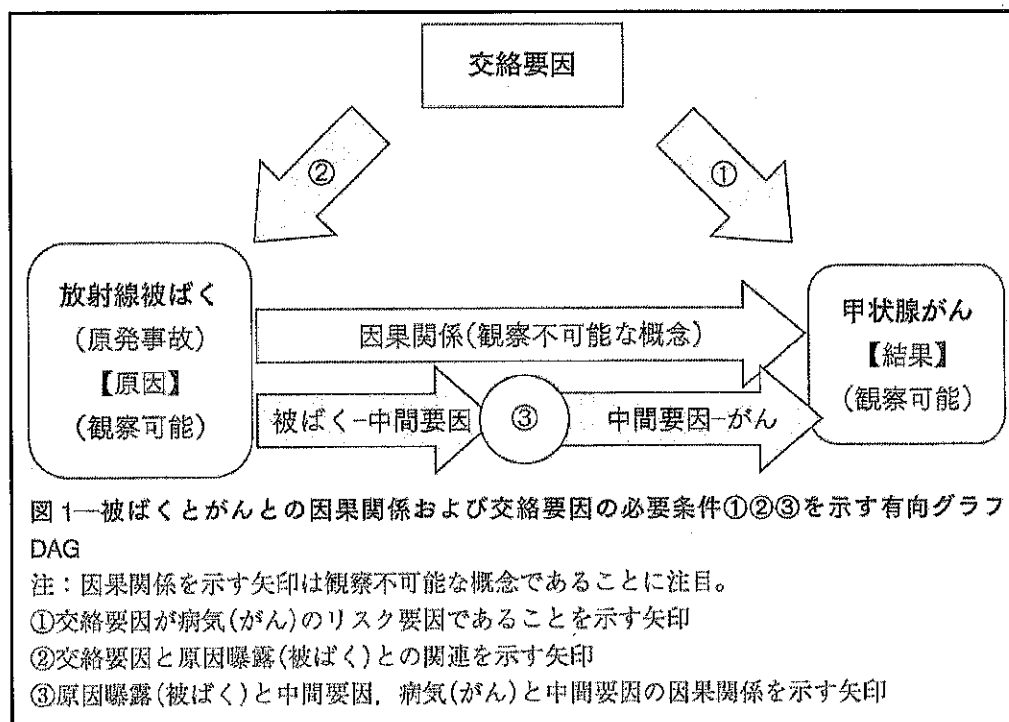 交絡要因
②
①
放射線被ばく
(原発事故)
【原因】
(観察可能)
因果関係(観察不可能な概念)
被ばく-中間要因
③
中間要因-がん
甲状腺がん
【結果】
(観察可能)
図1―被ばくとがんとの因果関係および交絡要因の必要条件①②③を示す有向グラフ
DAG
注：因果関係を示す矢印は観察不可能な概念であることに注目。
①交絡要因が病気(がん)のリスク要因であることを示す矢印
②交絡要因と原因曝露(被ばく)との関連を示す矢印
③原因曝露(被ばく)と中間要因，病気(がん)と中間要因の因果関係を示す矢印